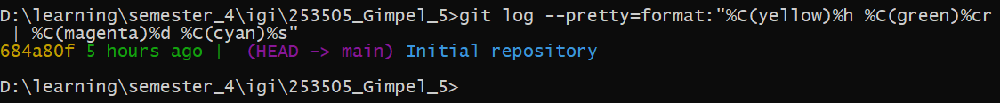 D:\learning\semester_4\igi\253505_Gimpel_5>git log --pretty=format:"%C(yellow)%h %C(green)%cr
 | %C(magenta)%d %C(cyan)%s"
684a80f 5 hours ago |  (HEAD -> main) Initial repository
D:\learning\semester_4\igi\253505_Gimpel_5>